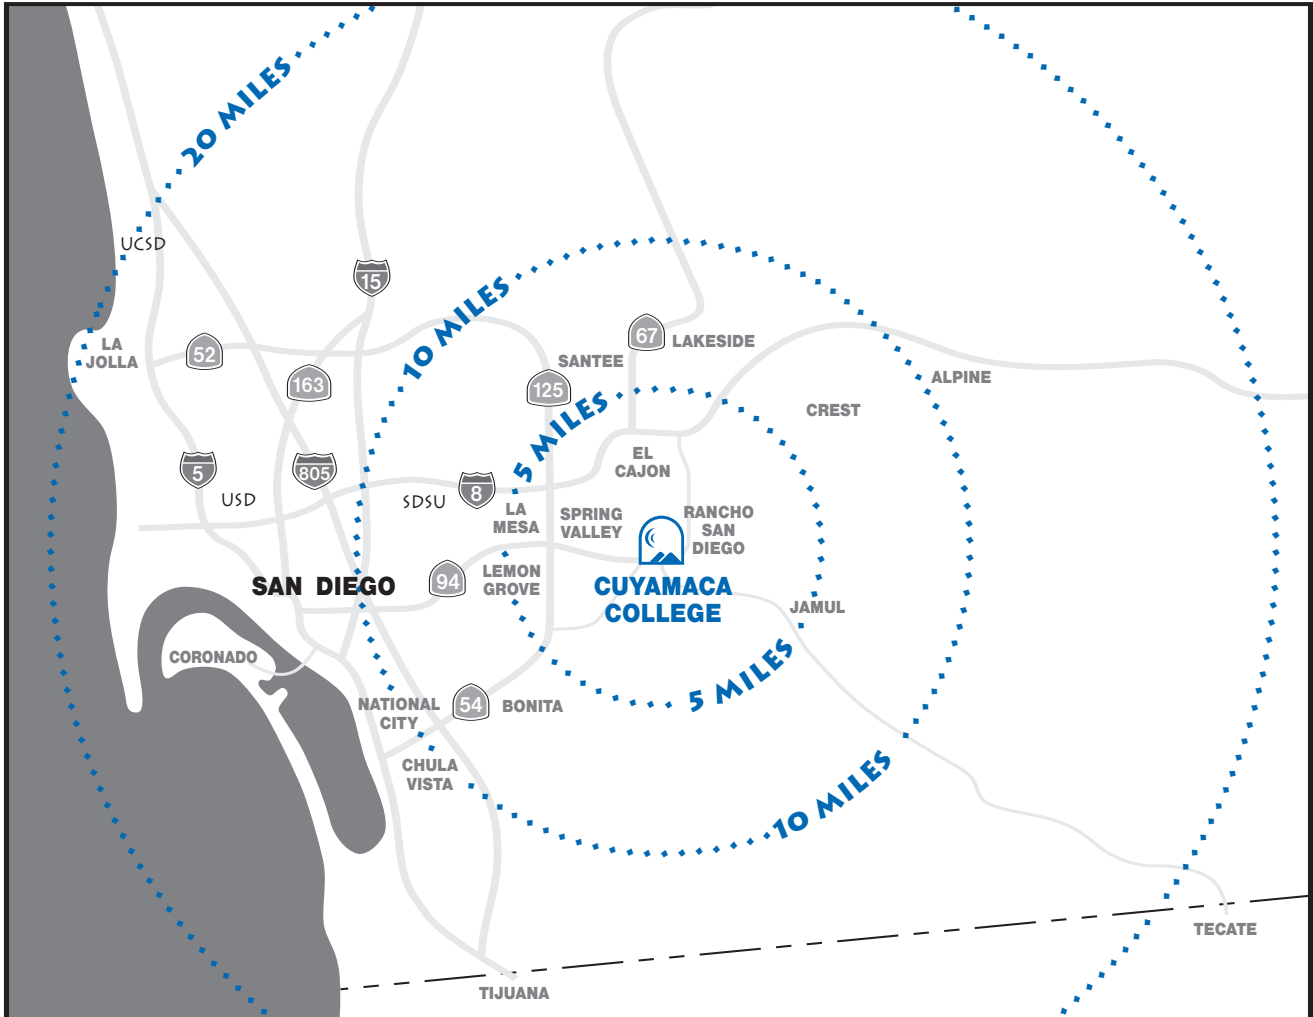 20 MILES
UCSD
15
10 MILES
67
LAKESIDE
LA
JOLLA
52
SANTEE
163
125
ALPINE
5 MILES
CREST
EL
CAJON
5
805
8
USD
SDSU
LA
MESA
SPRING
VALLEY
RANCHO
SAN
DIEGO
SAN DIEGO
94
LEMON
GROVE
CUYAMACA
COLLEGE
JAMUL
CORONADO
5 MILES
NATIONAL
CITY
54
BONITA
CHULA
VISTA
10 MILES
TECATE
TIJUANA